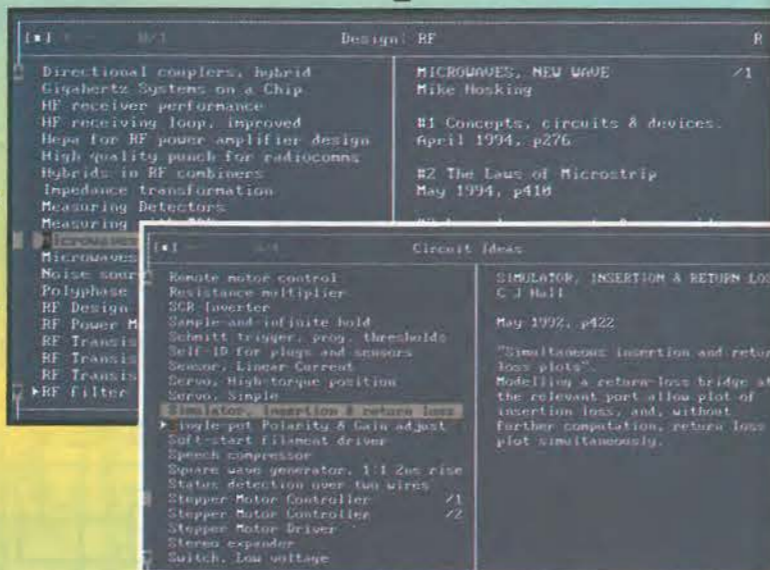 Design: RF
R
Directional couplers, hybrid
Gigahertz Systems on a Chip
HF receiver performance
HF receiving loop, improved
Hepa for RF power amplifier design
High quality punch for radiocomms
Hybrids in RF combiners
Impedance transformation
Measuring Detectors
Measuring
Microwaves
Microwaves
Noise sour
Polyphase
RF Design
RF Power M
RF Transis
RF Transis
RF Transis
RF filter
MICROWAVES, NEW WAVE /1
Mike Hosking
#1 Concepts, circuits & devices.
April 1994, p276
#2 The Laws of Microstrip
May 1994, p410
Circuit Ideas
Remote motor control
Resistance multiplier
SCR Inverter
Sample-and-infinite hold
Schmitt trigger, prog. thresholds
Self-ID for plugs and sensors
Sensor, Linear Current
Servo, High-torque position
Servo, Simple
Simulator, insertion & return loss
Single-pot Polarity & Gain adjust
Soft-start filament driver
Speech compressor
Square wave generator, 1:1 2ns rise
Status detection over two wires
Stepper Motor Controller /1
Stepper Motor Controller /2
Stepper Motor Driver
Stereo expander
Switch, Low voltage
SIMULATOR, INSERTION & RETURN LOS
C J Hall
May 1992, p422
"Simultaneous insertion and retur
loss plots".
Modelling a return-loss bridge at
the relevant port allow plot of
insertion loss, and, without
further computation, return loss
plot simultaneously.